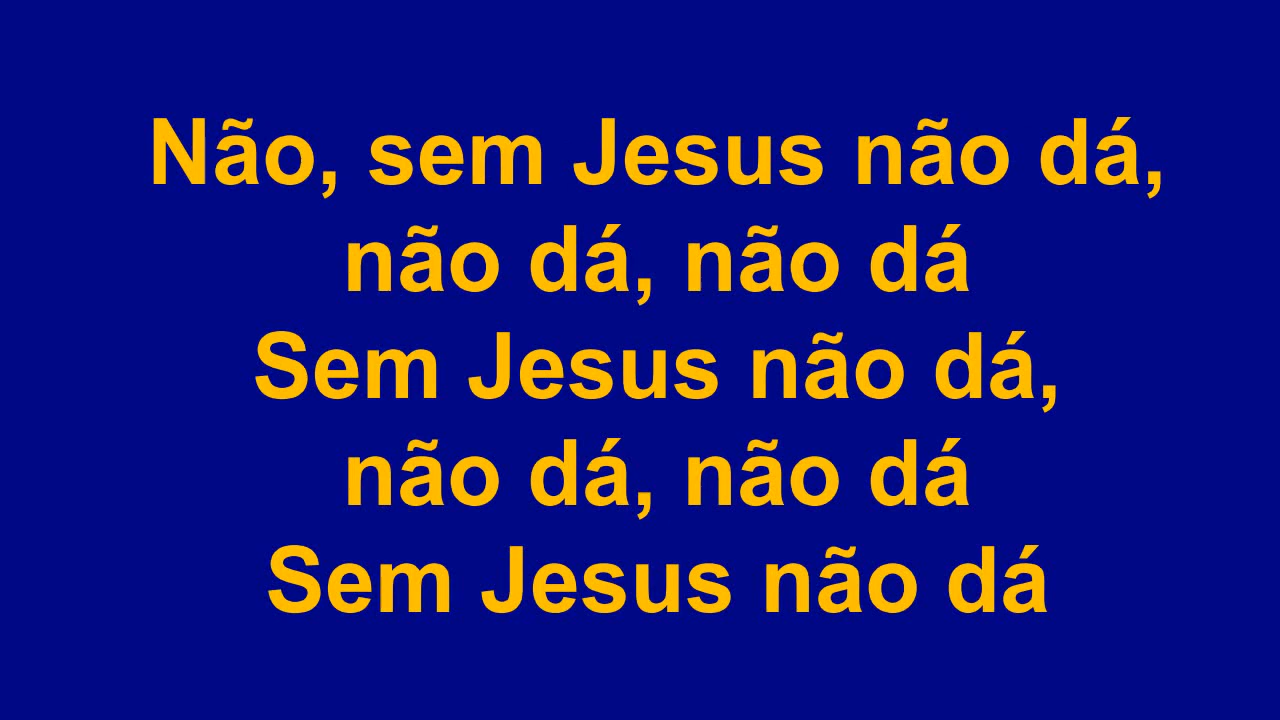 Não, sem Jesus não dá,
não dá, não dá
Sem Jesus não dá,
não dá, não dá
Sem Jesus não dá